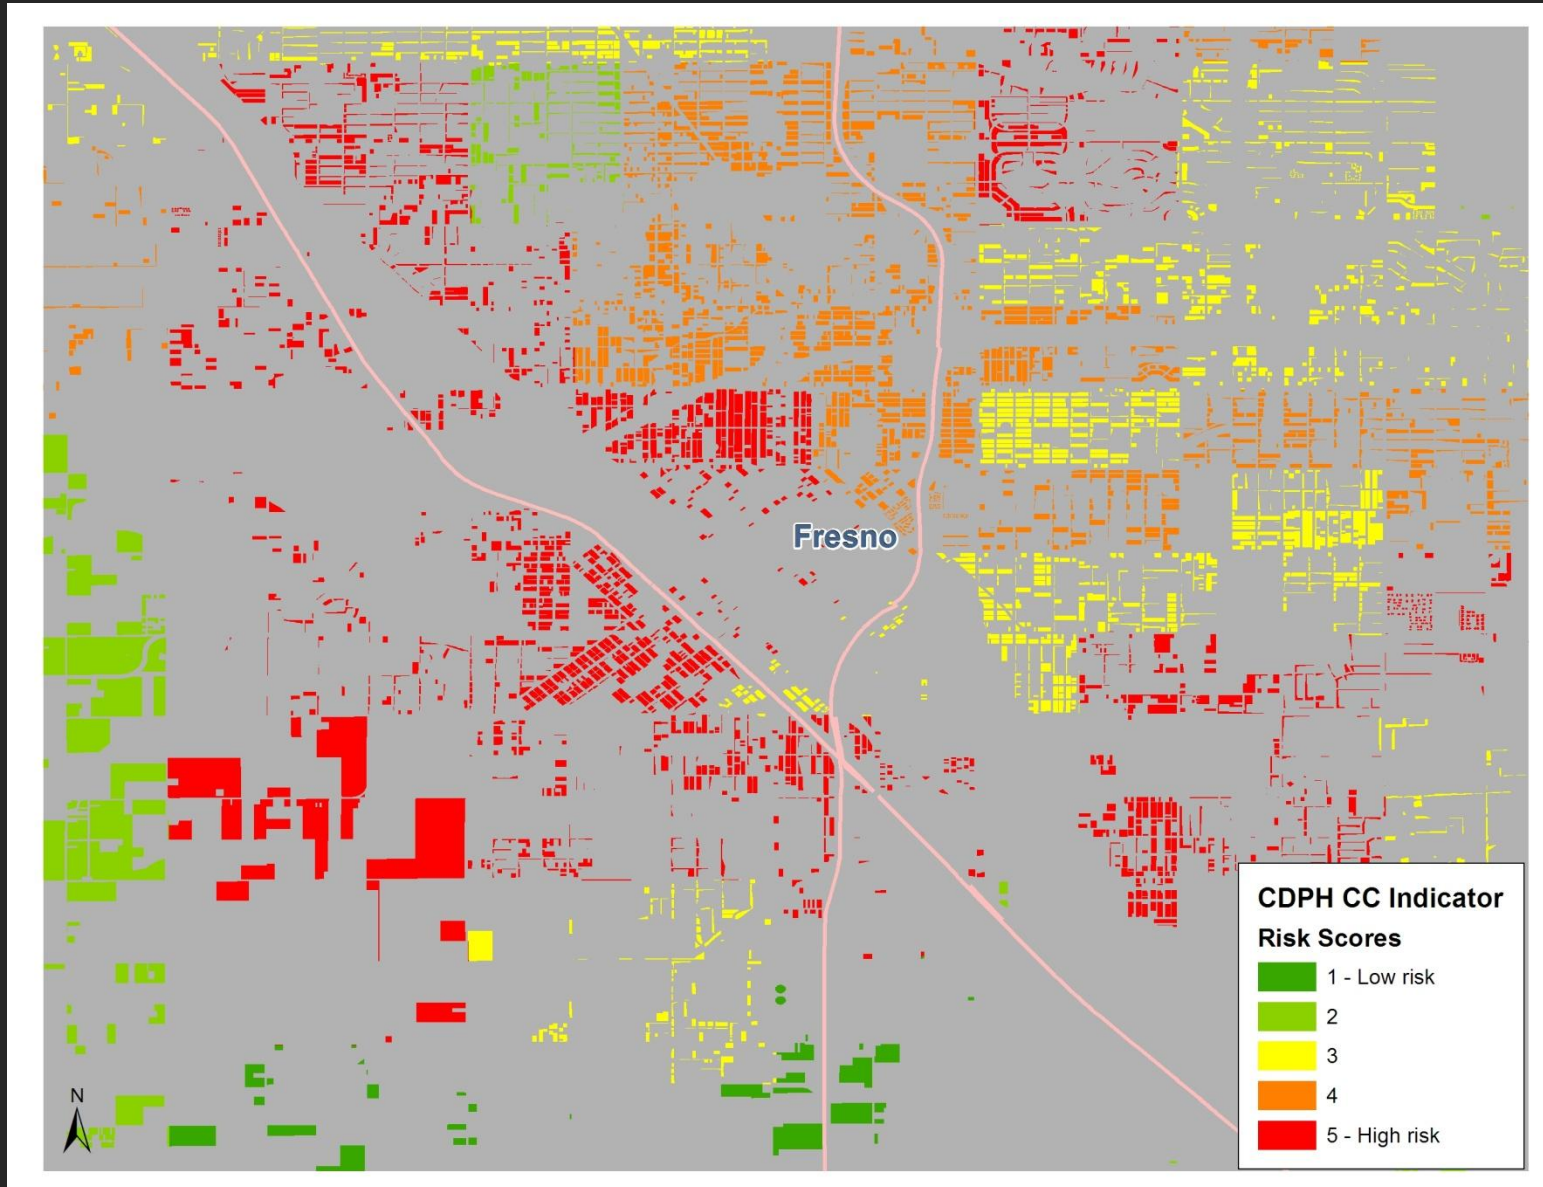 Fresno
CDPH CC Indicator
Risk Scores
1 - Low risk
2
3
4
5 - High risk
N